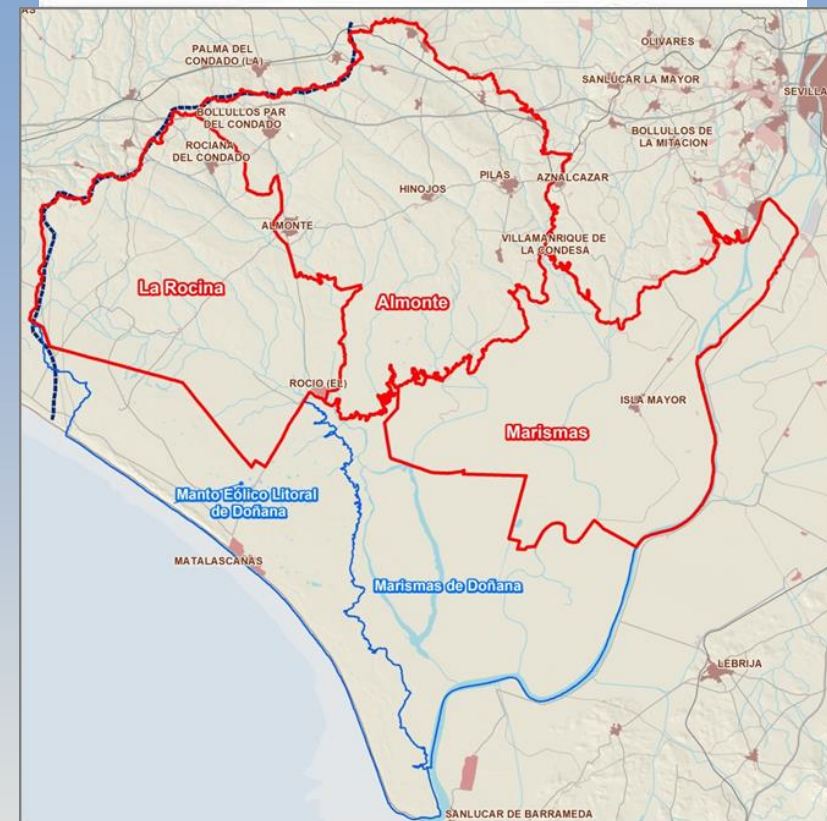 AS
PALMA DEL
CONDADO (LA)
OLIVARES
SANLÚCAR LA MAYOR
SEVILLA
BOLLULLOS PAR
DEL CONDADO
BOLLULLOS DE
LA MITACION
ROCIANA
DEL CONDADO
HINOJOS
PILAS
AZNALCAZAR
ALMONTE
VILLAMANRIQUE DE
LA CONDESA
La Rocina
Almonte
ROCIO (EL)
ISLA MAYOR
Marismas
Manto Eólico Litoral
de Doñana
MATALASCAÑAS
Marismas de Doñana
LEBRIJA
SANLUCAR DE BARRAMEDA